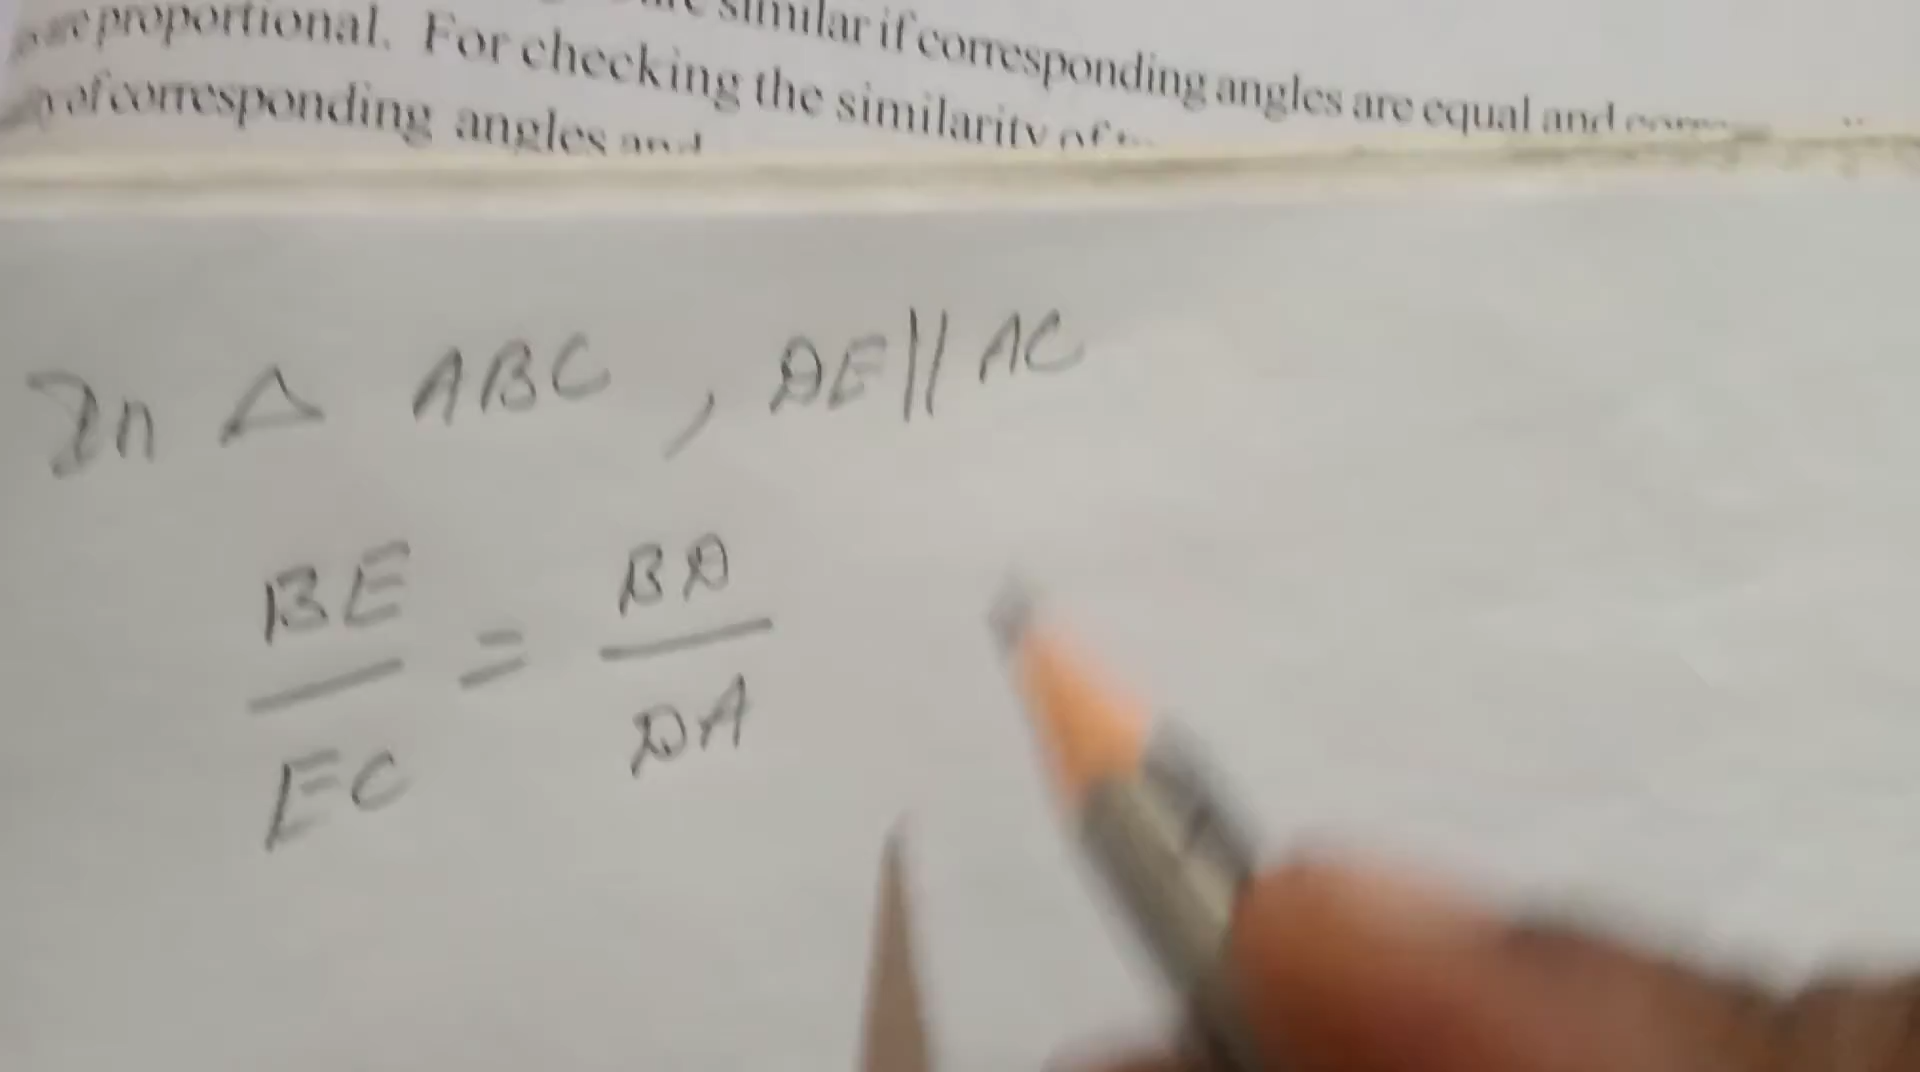 similar if corresponding angles are equal and
proportional. For checking the similarity of
of corresponding angles and
In △ ABC , DE || AC
BE/EC = BD/DA